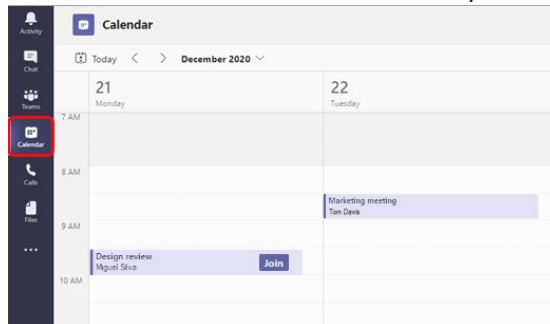 Activity
Chat
Teams
Calendar
Calls
Files
Calendar
Today December 2020
21
Monday
22
Tuesday
7 AM
8 AM
Marketing meeting
Tom Davis
9 AM
Design review
Miguel Silva
Join
10 AM